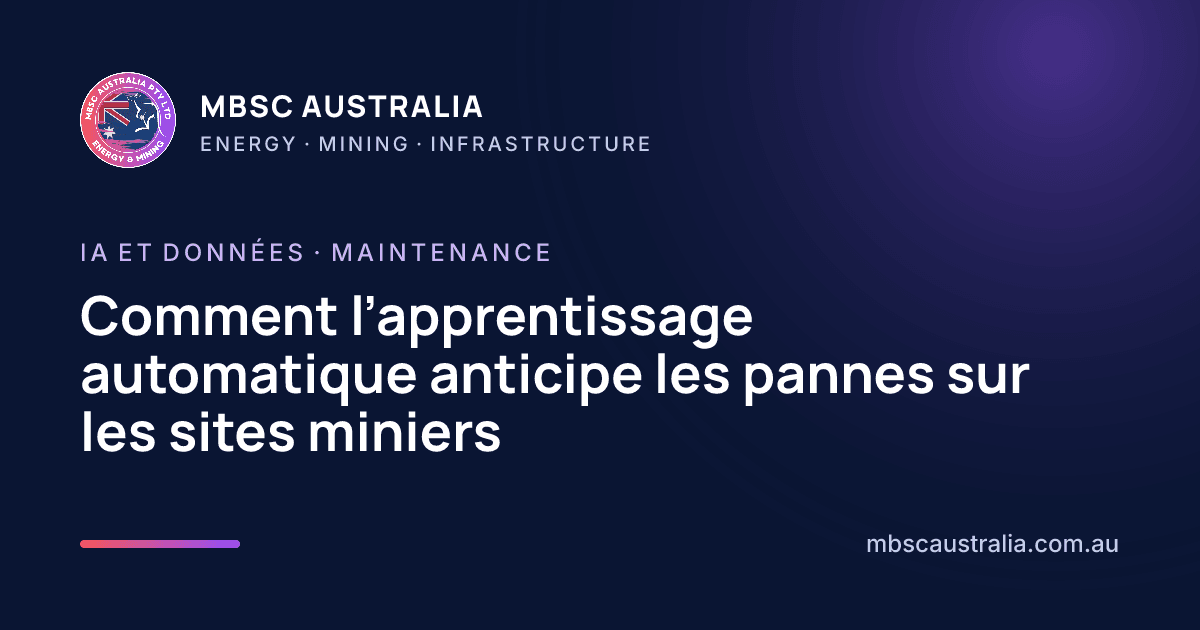 MBSC AUSTRALIA PTY LTD
ENERGY & MINING
MBSC AUSTRALIA
ENERGY · MINING · INFRASTRUCTURE
IA ET DONNÉES · MAINTENANCE
Comment l’apprentissage
automatique anticipe les pannes sur
les sites miniers
mbscaustralia.com.au